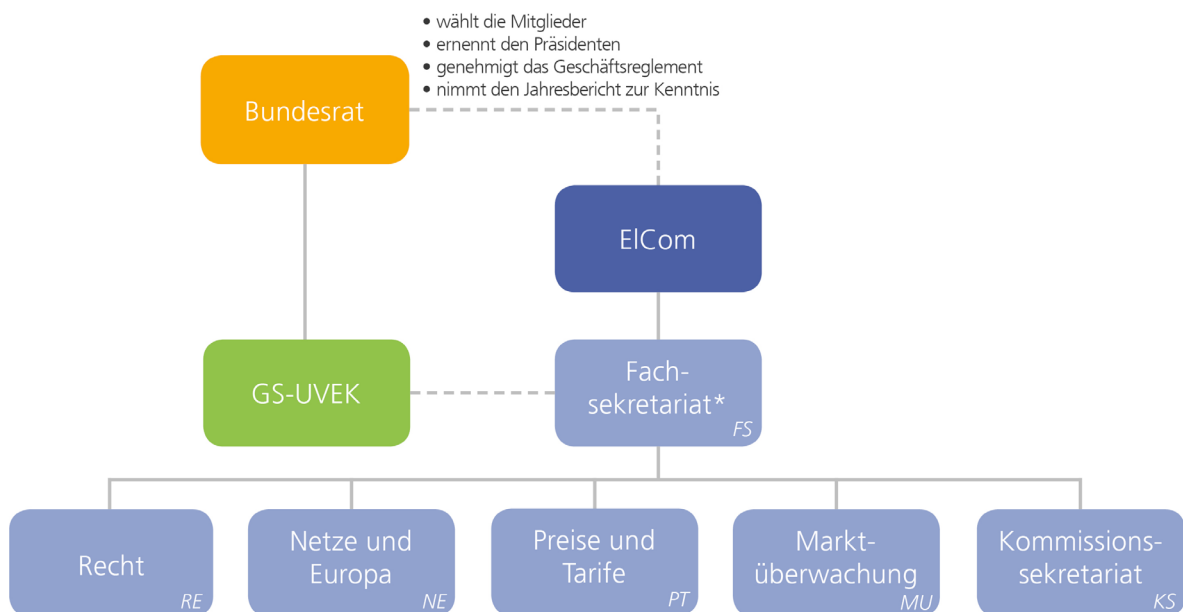 • wählt die Mitglieder
• ernennt den Präsidenten
• genehmigt das Geschäftsreglement
• nimmt den Jahresbericht zur Kenntnis
Bundesrat
ElCom
GS-UVEK
Fach-
sekretariat*
FS
Recht
RE
Netze und
Europa
NE
Preise und
Tarife
PT
Markt-
überwachung
MU
Kommissions-
sekretariat
KS